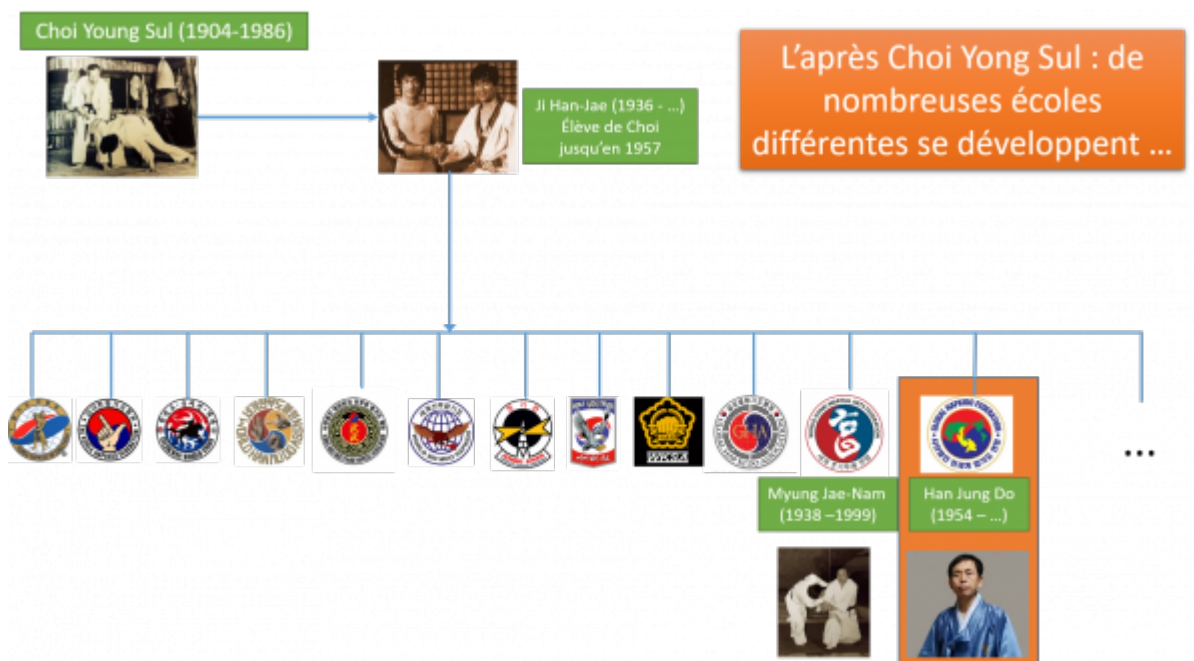 Choi Young Sul (1904-1986)
L'après Choi Yong Sul : de
nombreuses écoles
différentes se développent ...
Ji Han-Jae (1936 - ...)
Élève de Choi
jusqu'en 1957
WKSA
GHA
...
Myung Jae-Nam
(1938 –1999)
Han Jung Do
(1954 – ...)